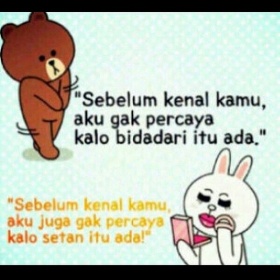 "Sebelum kenal kamu,
aku gak percaya
kalo bidadari itu ada."
"Sebelum kenal kamu,
aku juga gak percaya
kalo setan itu ada!"